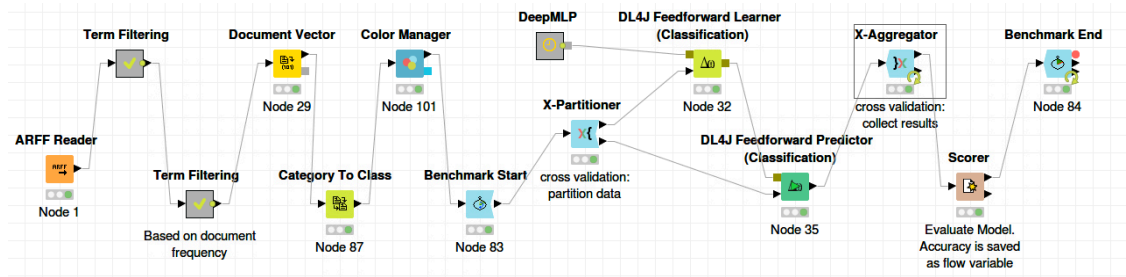 DeepMLP
DL4J Feedforward Learner
(Classification)
Term Filtering
Document Vector
Color Manager
X-Aggregator
Benchmark End
Node 29
Node 101
Node 32
cross validation:
collect results
Node 84
X-Partitioner
ARFF Reader
ARFF
Node 1
Term Filtering
Based on document
frequency
Category To Class
Node 87
Benchmark Start
Node 83
cross validation:
partition data
DL4J Feedforward Predictor
(Classification)
Node 35
Scorer
Evaluate Model.
Accuracy is saved
as flow variable